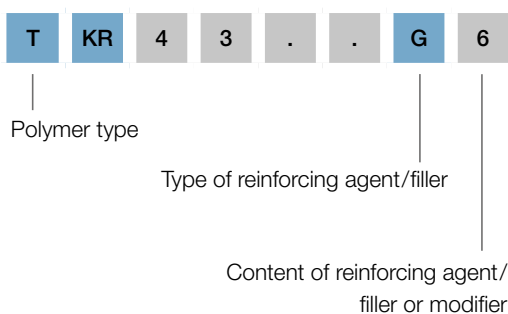 T KR 4 3 . . G 6
Polymer type
Type of reinforcing agent/filler
Content of reinforcing agent/
filler or modifier